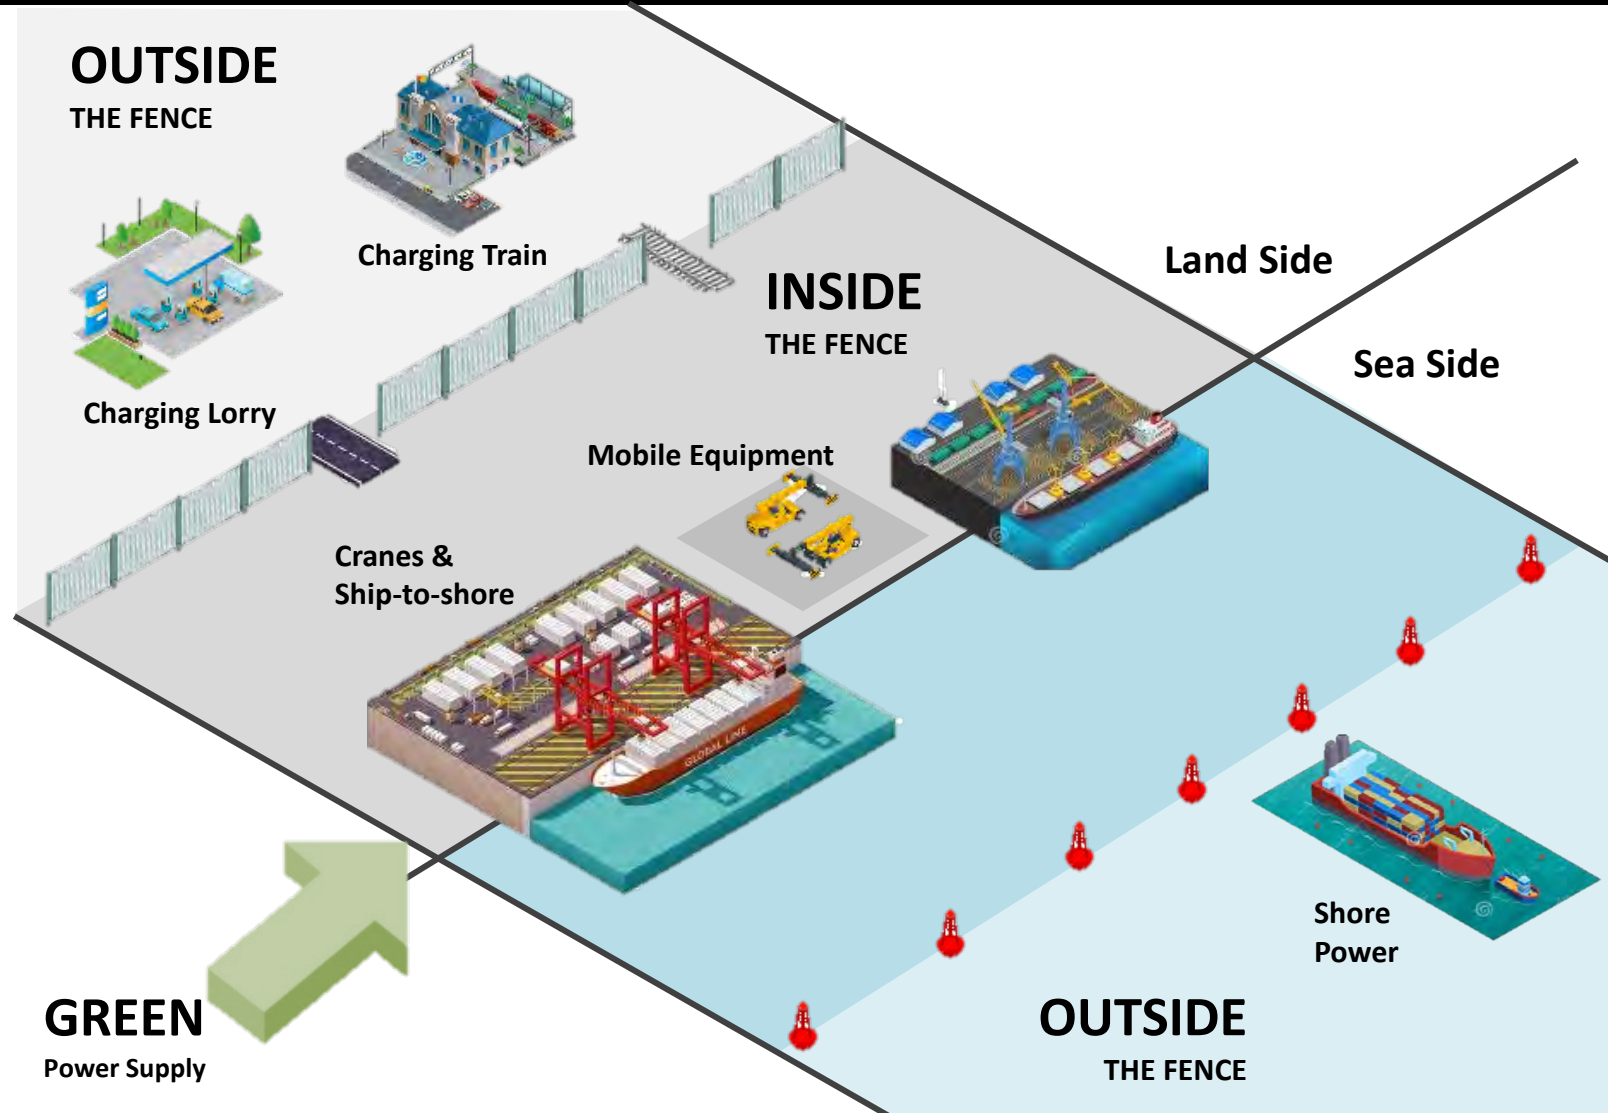 OUTSIDE
THE FENCE
Charging Train
Charging Lorry
INSIDE
THE FENCE
Land Side
Sea Side
Mobile Equipment
Cranes &
Ship-to-shore
GLOBAL LINE
Shore
Power
GREEN
Power Supply
OUTSIDE
THE FENCE